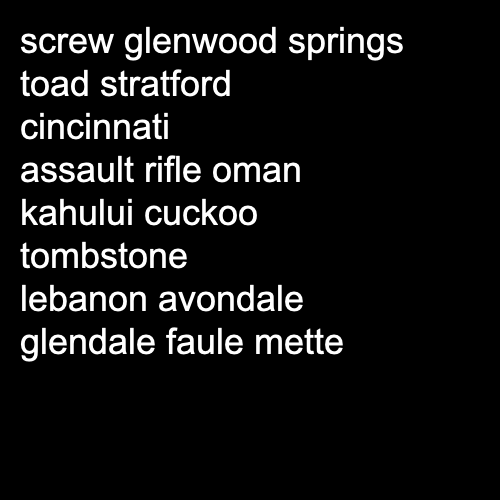 screw glenwood springs
toad stratford
cincinnati
assault rifle oman
kahului cuckoo
tombstone
lebanon avondale
glendale faule mette